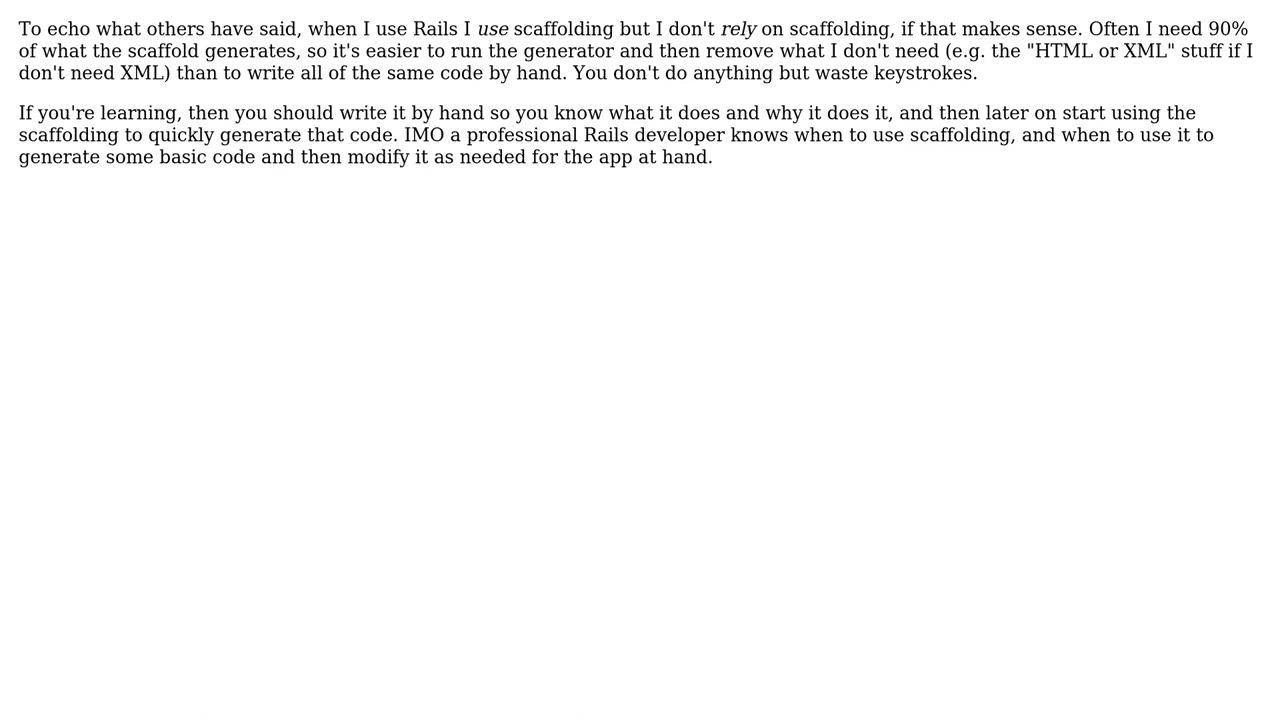 To echo what others have said, when I use Rails I use scaffolding but I don't rely on scaffolding, if that makes sense. Often I need 90%
of what the scaffold generates, so it's easier to run the generator and then remove what I don't need (e.g. the "HTML or XML" stuff if I
don't need XML) than to write all of the same code by hand. You don't do anything but waste keystrokes.
If you're learning, then you should write it by hand so you know what it does and why it does it, and then later on start using the
scaffolding to quickly generate that code. IMO a professional Rails developer knows when to use scaffolding, and when to use it to
generate some basic code and then modify it as needed for the app at hand.